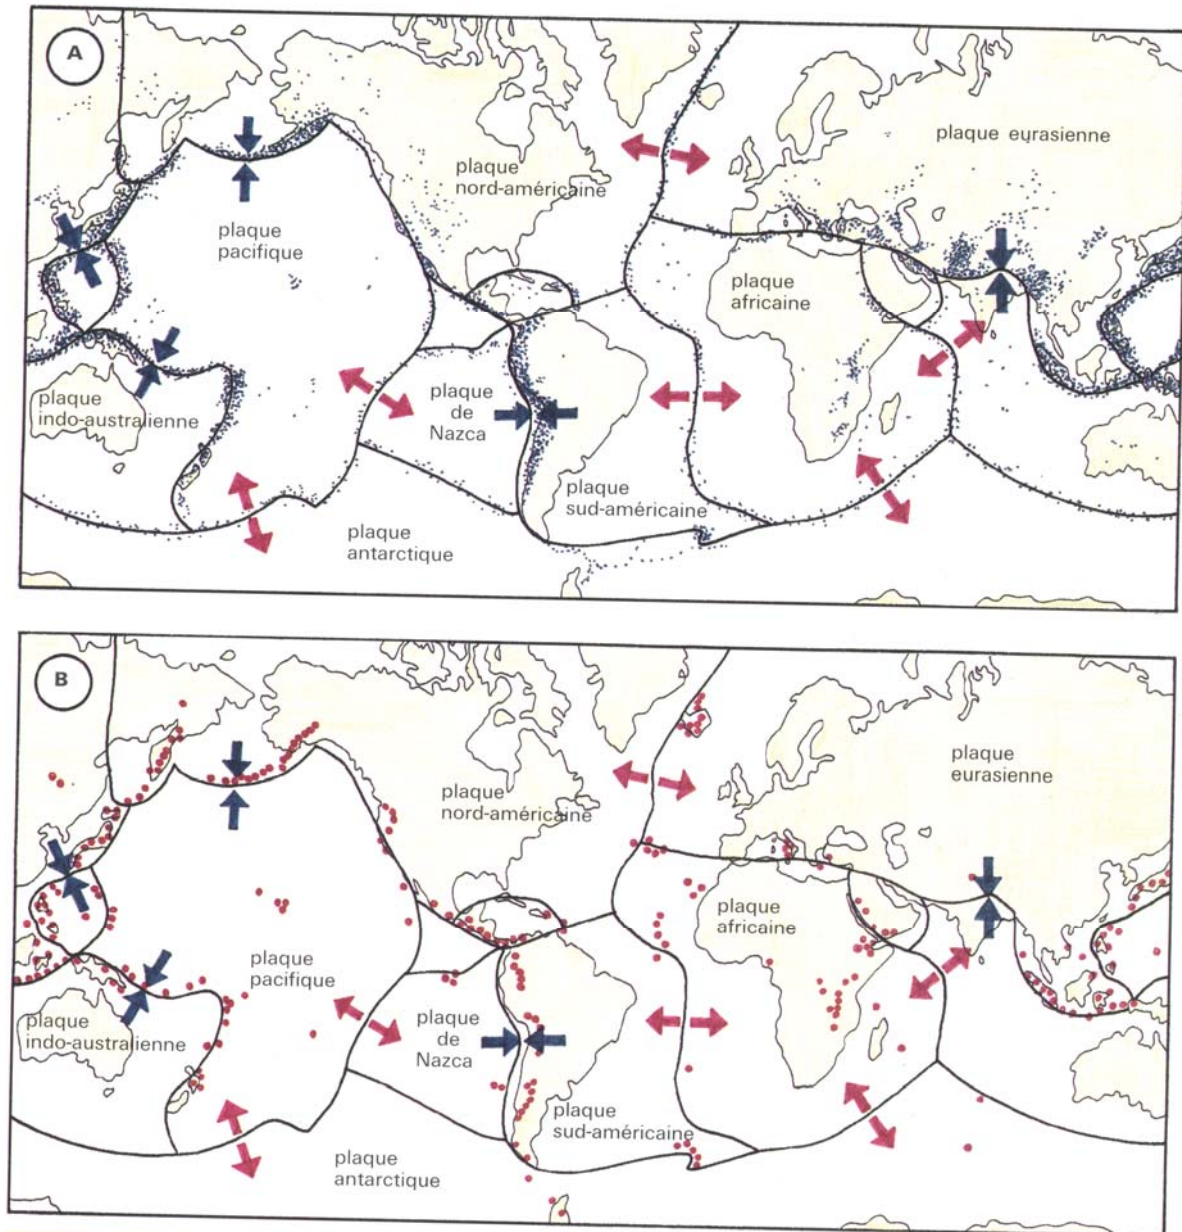 A
plaque eurasienne
plaque
nord-américaine
plaque
pacifique
plaque
africaine
plaque
indo-australienne
plaque
de
Nazca
plaque
sud-américaine
plaque
antarctique
B
plaque
eurasienne
plaque
nord-américaine
plaque
africaine
plaque
pacifique
plaque
indo-australienne
plaque
de
Nazca
plaque
sud-américaine
plaque
antarctique